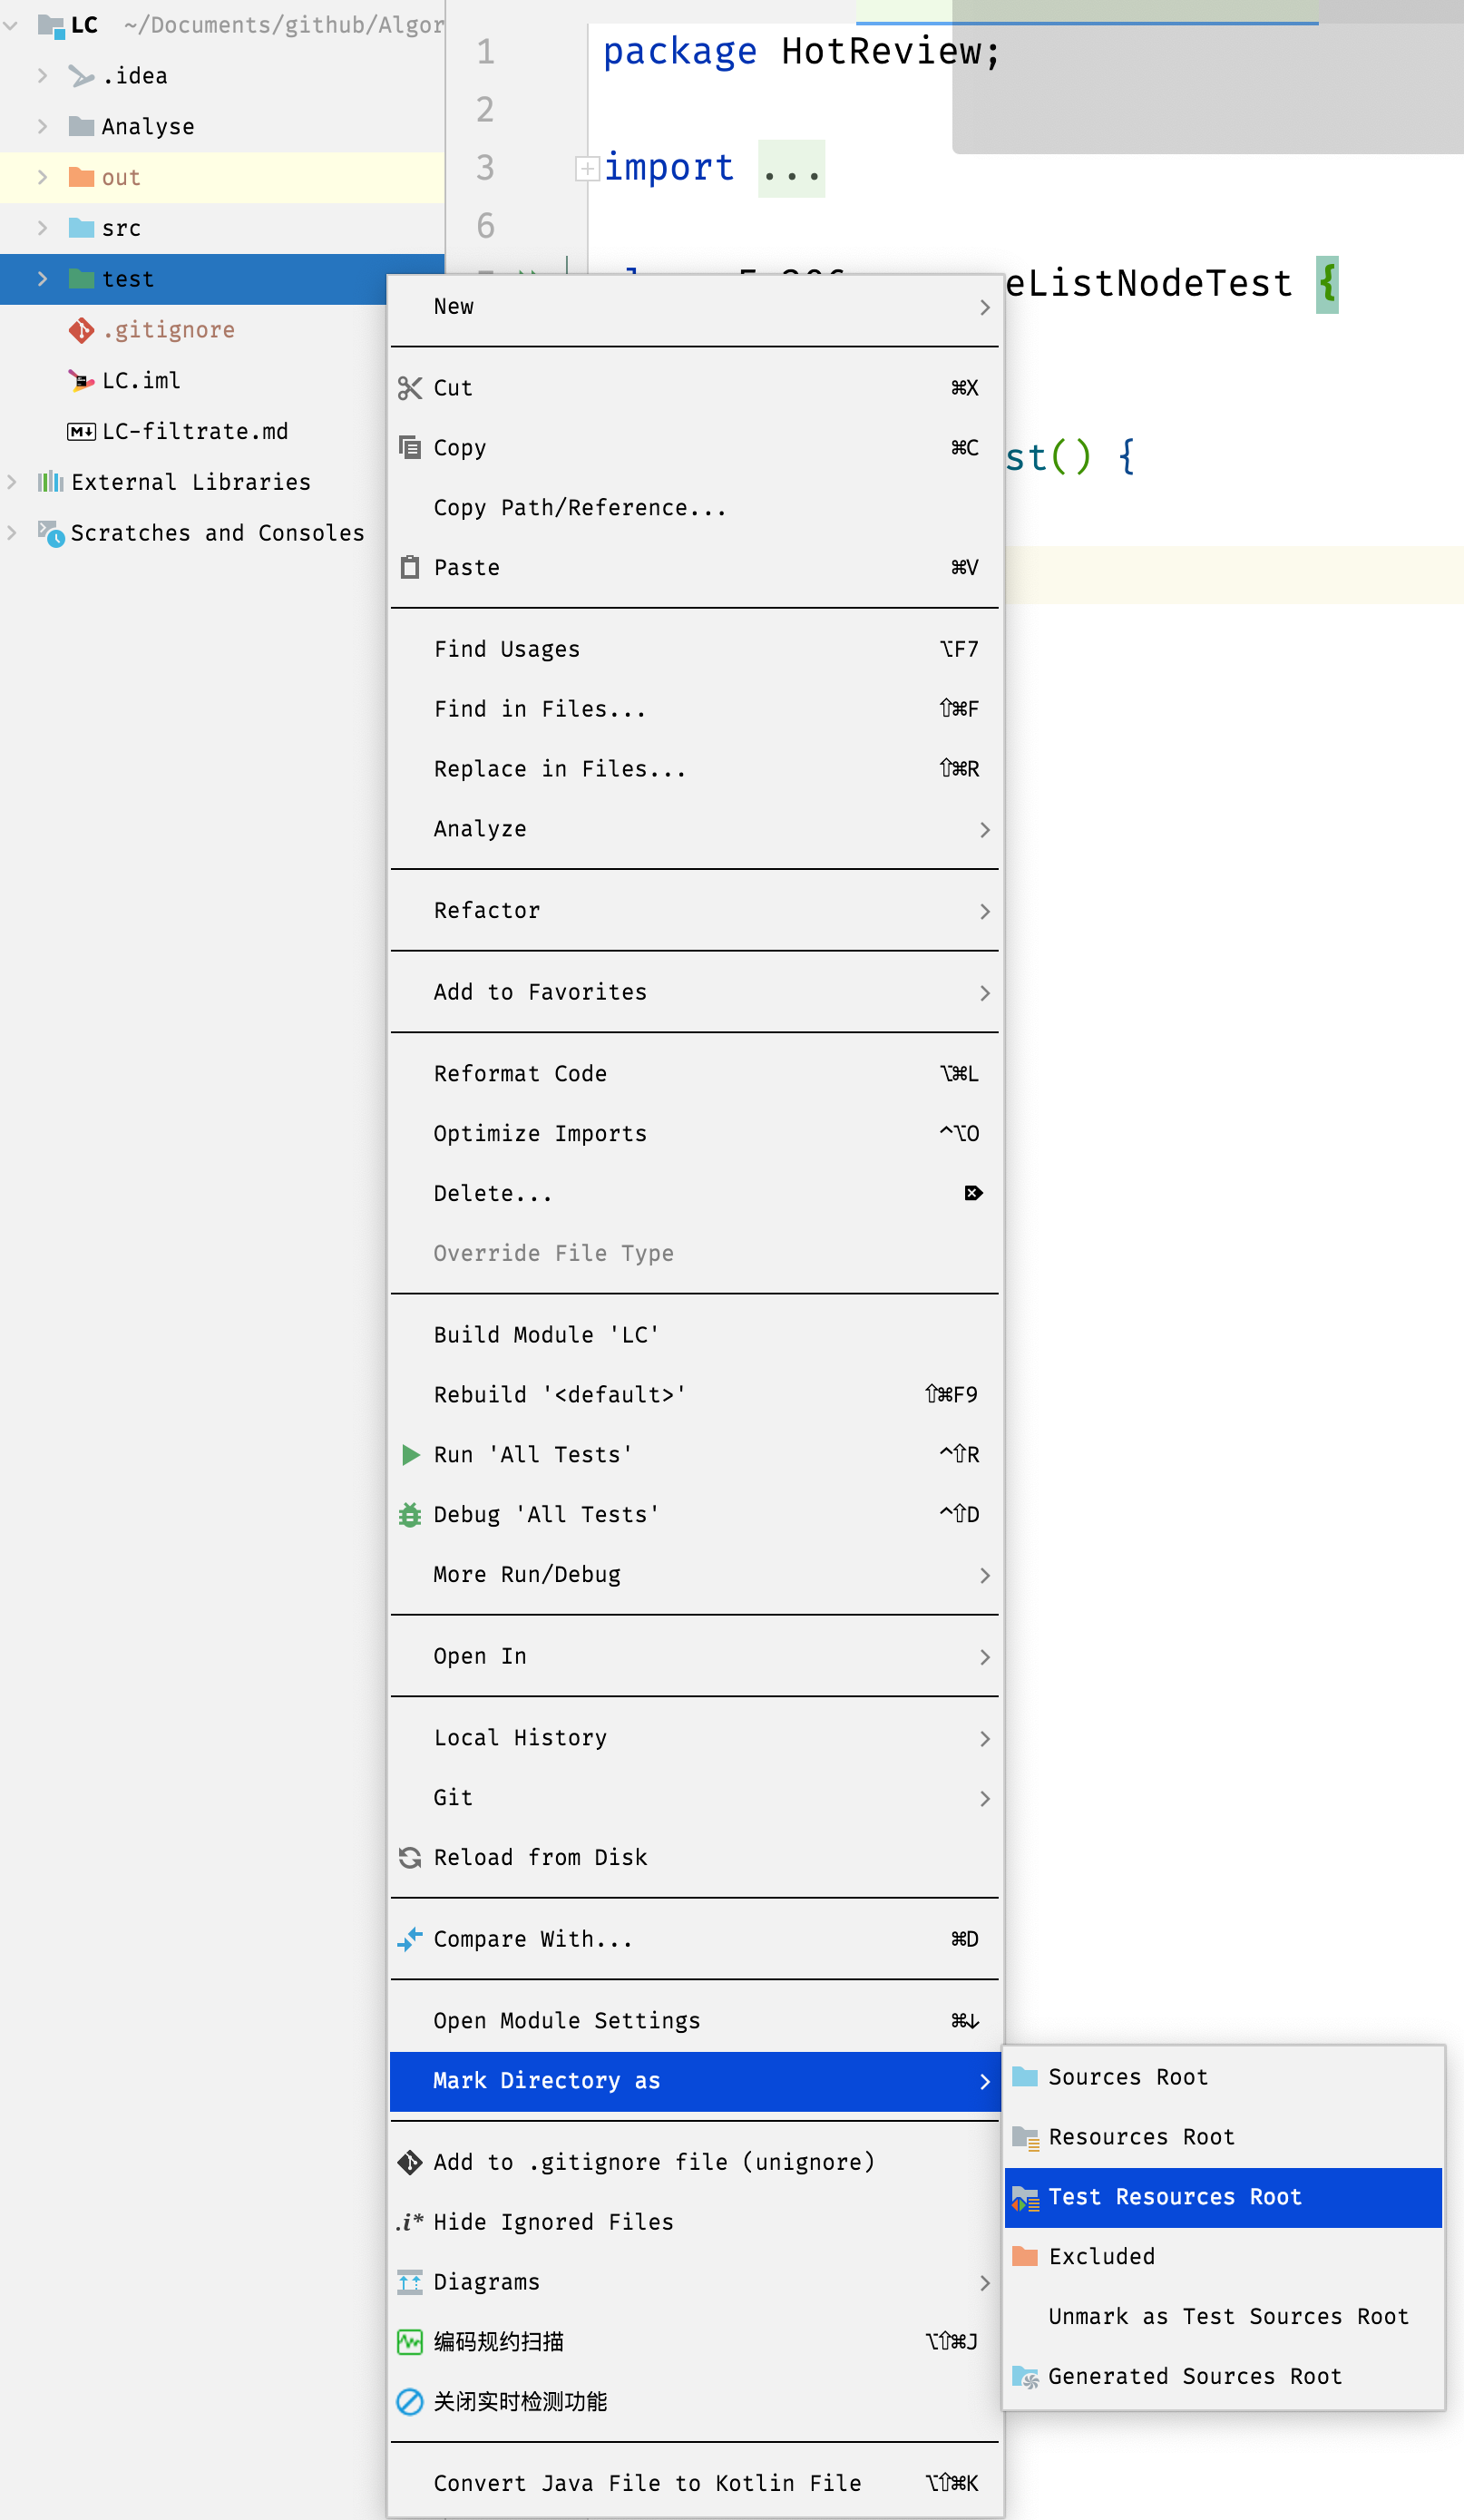 LC ~/Documents/github/Algor
.idea
Analyse
out
src
test
.gitignore
LC.iml
LC-filtrate.md
External Libraries
Scratches and Consoles
1 package HotReview;
2
3 import ...
6
eListNodeTest {
st() {
New
Cut ⌘X
Copy ⌘C
Copy Path/Reference...
Paste ⌘V
Find Usages ⌥F7
Find in Files... ⇧⌘F
Replace in Files... ⇧⌘R
Analyze
Refactor
Add to Favorites
Reformat Code ⌥⌘L
Optimize Imports ^⌥O
Delete... ⌦
Override File Type
Build Module 'LC'
Rebuild '<default>' ⇧⌘F9
Run 'All Tests' ^⇧R
Debug 'All Tests' ^⇧D
More Run/Debug
Open In
Local History
Git
Reload from Disk
Compare With... ⌘D
Open Module Settings ⌘↓
Mark Directory as
Add to .gitignore file (unignore)
.i* Hide Ignored Files
Diagrams
编码规约扫描 ⌥⇧⌘J
关闭实时检测功能
Convert Java File to Kotlin File ⌥⇧⌘K
Sources Root
Resources Root
Test Resources Root
Excluded
Unmark as Test Sources Root
Generated Sources Root